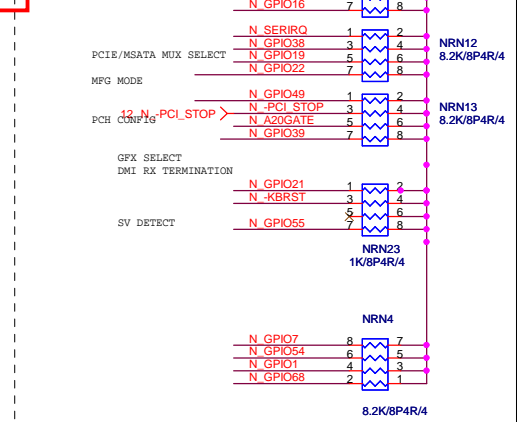 N_GPIO16 7 8
N_SERIRQ 1 2
N_GPIO38 3 4 NRN12
PCIE/MSATA MUX SELECT N_GPIO19 5 6 8.2K/8P4R/4
N_GPIO22 7 8
MFG MODE
N_GPIO49 1 2
12 N_-PCI_STOP N_-PCI_STOP 3 4 NRN13
PCH CONFIG N_A20GATE 5 6 8.2K/8P4R/4
N_GPIO39 7 8
GFX SELECT
DMI RX TERMINATION
N_GPIO21 1 2
N_-KBRST 3 4
5 6
SV DETECT N_GPIO55 7 8
NRN23
1K/8P4R/4
NRN4
N_GPIO7 8 7
N_GPIO54 6 5
N_GPIO1 4 3
N_GPIO68 2 1
8.2K/8P4R/4